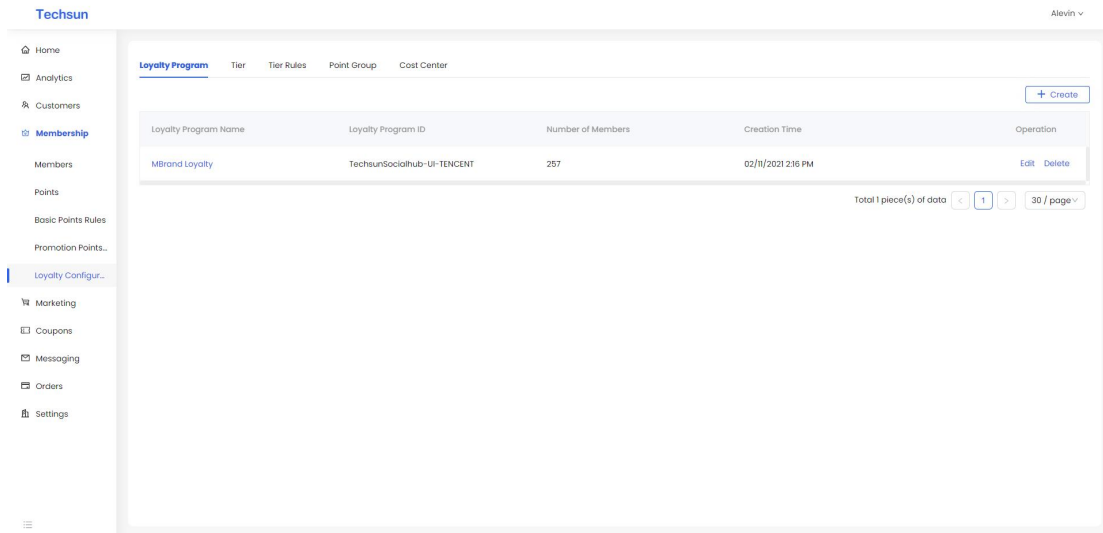 Techsun
Alevin
Home
Analytics
Customers
Membership
Members
Points
Basic Points Rules
Promotion Points...
Loyalty Configur...
Marketing
Coupons
Messaging
Orders
Settings
Loyalty Program Tier Tier Rules Point Group Cost Center
+ Create
Loyalty Program Name Loyalty Program ID Number of Members Creation Time Operation
MBrand Loyalty TechsunSocialhub-UI-TENCENT 257 02/11/2021 2:16 PM Edit Delete
Total 1 piece(s) of data < 1 > 30 / page